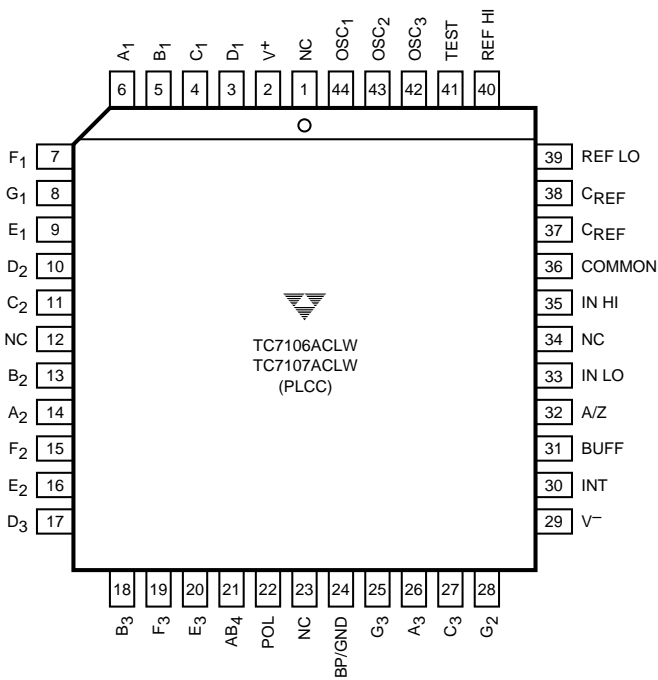 A1 B1 C1 D1 V+ NC OSC1 OSC2 OSC3 TEST REF HI
6 5 4 3 2 1 44 43 42 41 40
F1 7 39 REF LO
G1 8 38 CREF
E1 9 37 CREF
D2 10 36 COMMON
C2 11 35 IN HI
NC 12 34 NC
B2 13 33 IN LO
A2 14 32 A/Z
F2 15 31 BUFF
E2 16 30 INT
D3 17 29 V–
TC7106ACLW
TC7107ACLW
(PLCC)
18 19 20 21 22 23 24 25 26 27 28
B3 F3 E3 AB4 POL NC BP/GND G3 A3 C3 G2